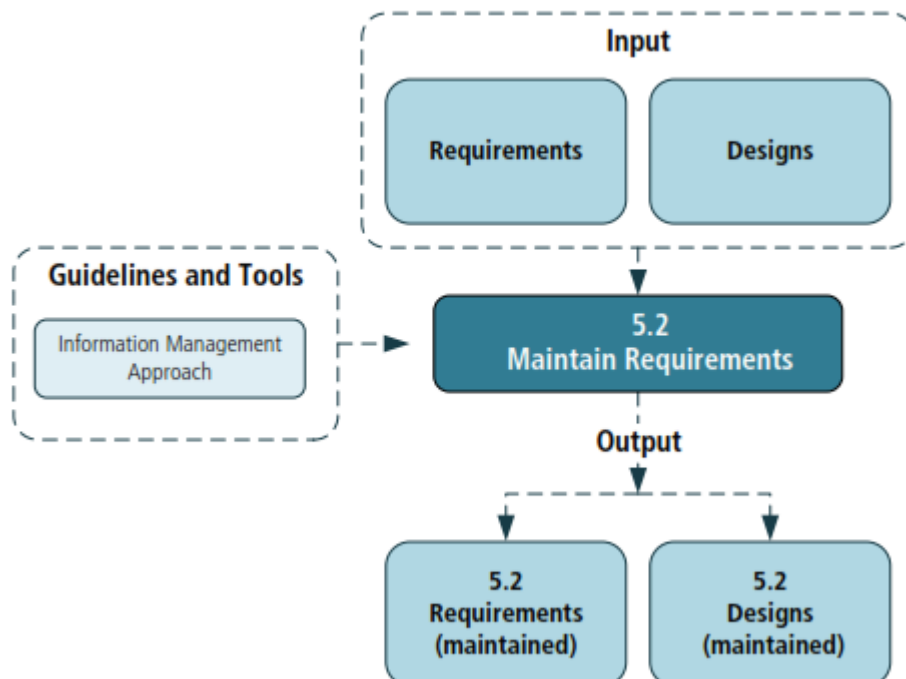 Input
Requirements
Designs
Guidelines and Tools
Information Management
Approach
5.2
Maintain Requirements
Output
5.2
Requirements
(maintained)
5.2
Designs
(maintained)